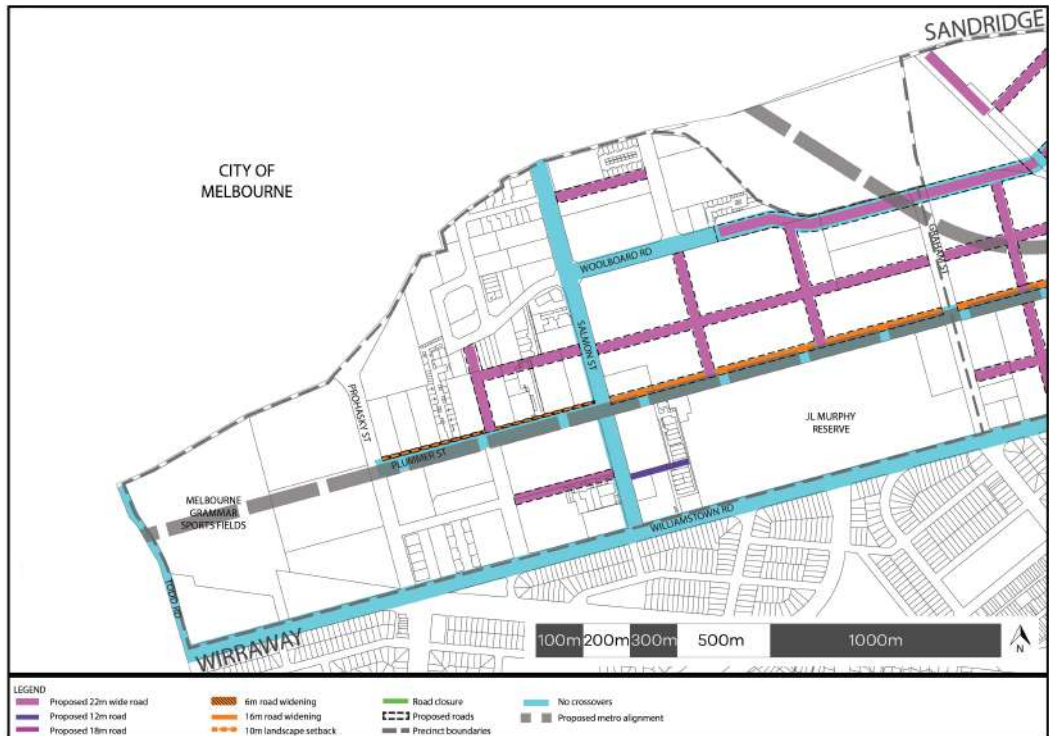 SANDRIDGE
CITY OF
MELBOURNE
WOOLBOARD RD
GRAHAM ST
SALMON ST
PROHASKY ST
JL MURPHY
RESERVE
PLUMMER ST
MELBOURNE
GRAMMAR
SPORTS FIELDS
WILLIAMSTOWN RD
TODD RD
WIRRAWAY
100m 200m 300m 500m 1000m
N
LEGEND
Proposed 22m wide road
Proposed 12m road
Proposed 18m road
6m road widening
16m road widening
10m landscape setback
Road closure
Proposed roads
Precinct boundaries
No crossovers
Proposed metro alignment